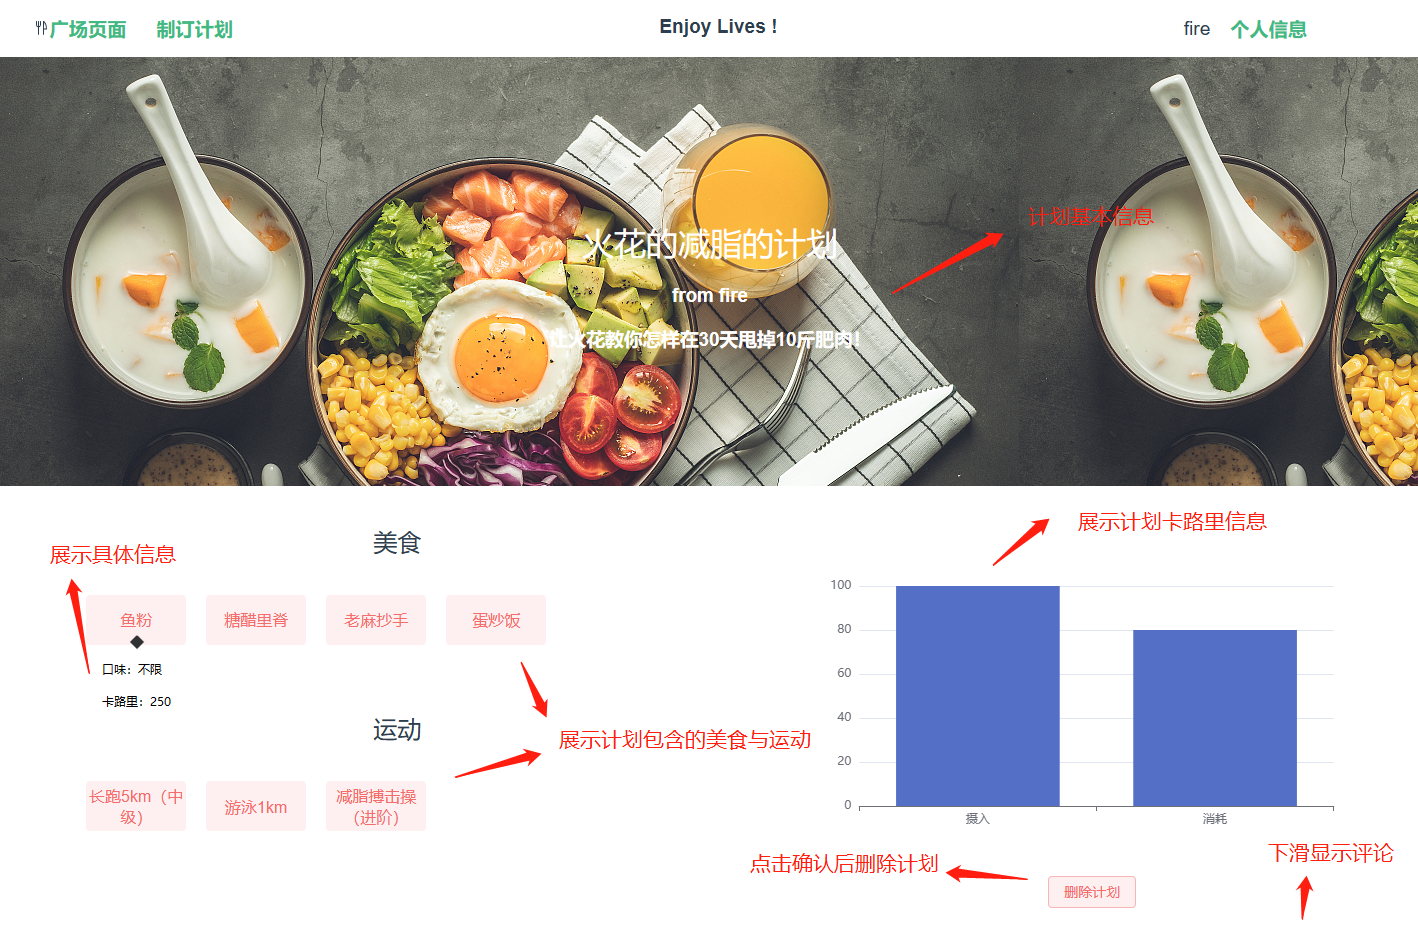 广场页面 制订计划 Enjoy Lives ! fire 个人信息
计划基本信息
火花的减脂的计划
from fire
让火花教你怎样在30天甩掉10斤肥肉!
展示计划卡路里信息
美食
展示具体信息
鱼粉 糖醋里脊 老麻抄手 蛋炒饭
口味：不限
卡路里：250
运动
展示计划包含的美食与运动
长跑5km（中
级）
游泳1km
减脂搏击操
（进阶）
100
80
60
40
20
0
摄入 消耗
下滑显示评论
点击确认后删除计划
删除计划